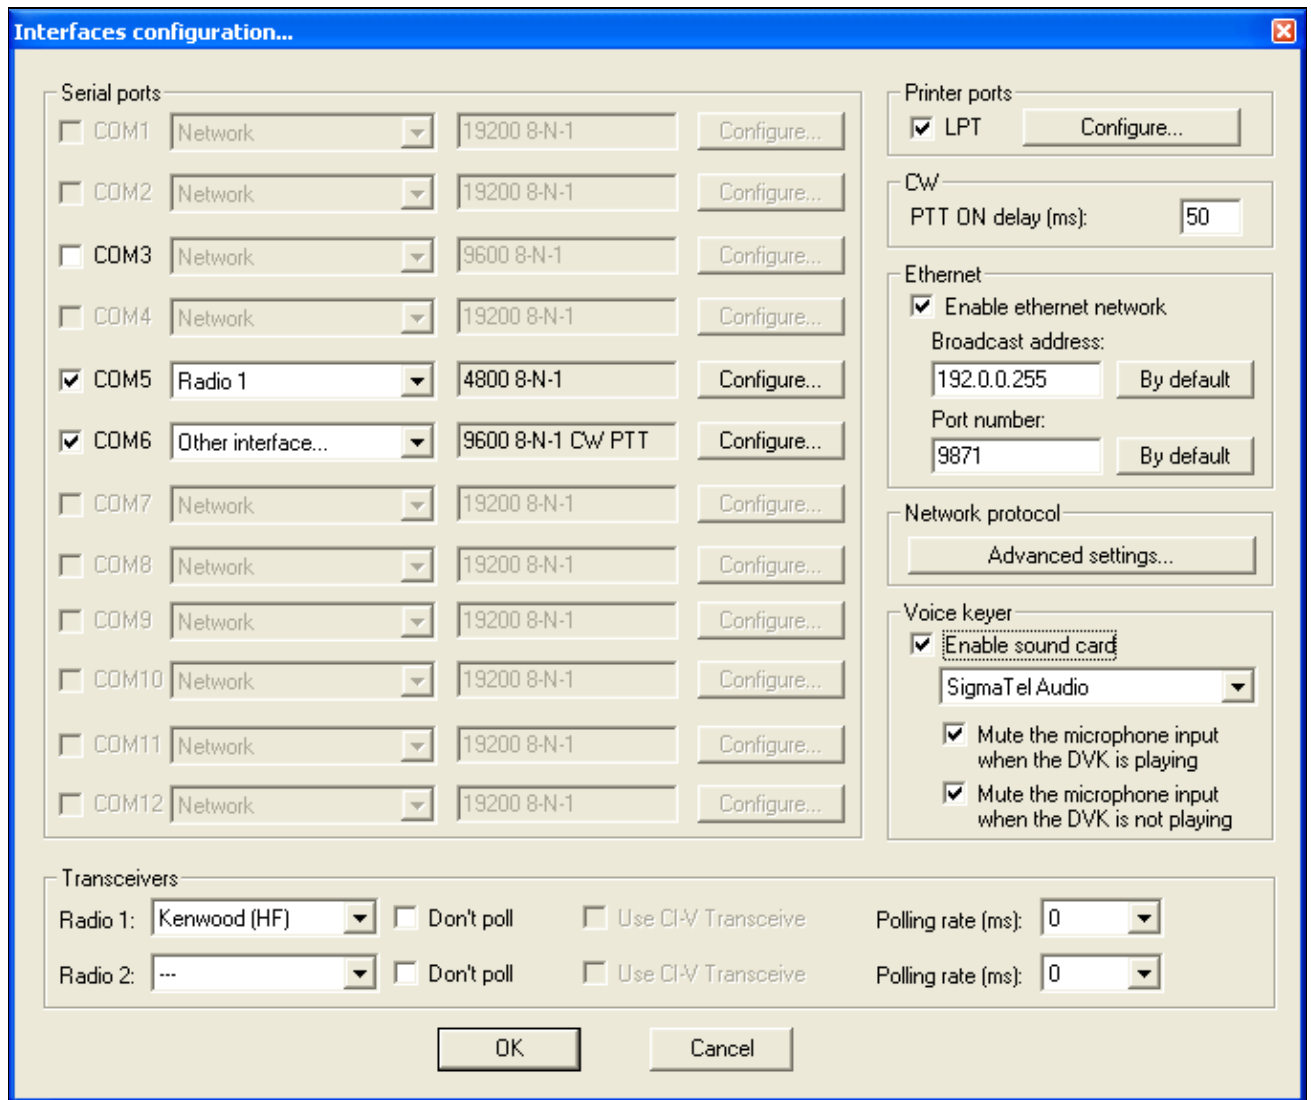 Interfaces configuration...
Serial ports
COM1 Network 19200 8-N-1 Configure...
COM2 Network 19200 8-N-1 Configure...
COM3 Network 9600 8-N-1 Configure...
COM4 Network 19200 8-N-1 Configure...
COM5 Radio 1 4800 8-N-1 Configure...
COM6 Other interface... 9600 8-N-1 CW PTT Configure...
COM7 Network 19200 8-N-1 Configure...
COM8 Network 19200 8-N-1 Configure...
COM9 Network 19200 8-N-1 Configure...
COM10 Network 19200 8-N-1 Configure...
COM11 Network 19200 8-N-1 Configure...
COM12 Network 19200 8-N-1 Configure...
Printer ports
LPT Configure...
CW
PTT ON delay (ms): 50
Ethernet
Enable ethernet network
Broadcast address:
192.0.0.255 By default
Port number:
9871 By default
Network protocol
Advanced settings...
Voice keyer
Enable sound card
SigmaTel Audio
Mute the microphone input
when the DVK is playing
Mute the microphone input
when the DVK is not playing
Transceivers
Radio 1: Kenwood (HF) Don't poll Use CI-V Transceive Polling rate (ms): 0
Radio 2: --- Don't poll Use CI-V Transceive Polling rate (ms): 0
OK Cancel